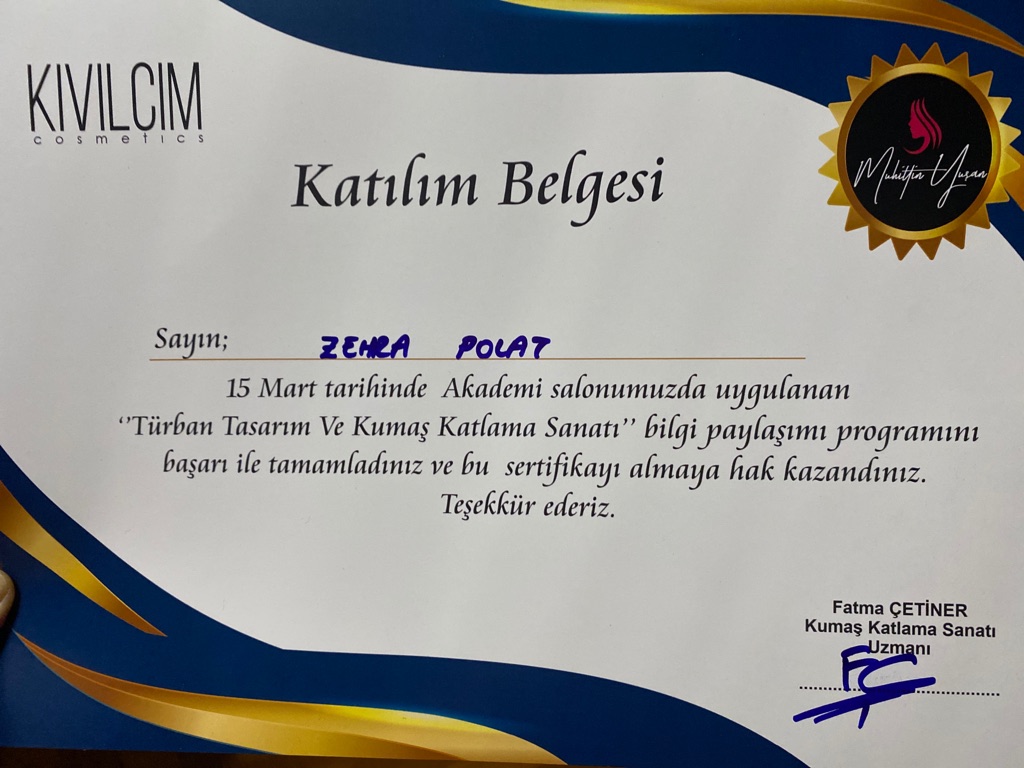 KIVILCIM
cosmetics
Muhittin Yusan
Katılım Belgesi
Sayın; ZEHRA POLAT
15 Mart tarihinde Akademi salonumuzda uygulanan
‘’Türban Tasarım Ve Kumaş Katlama Sanatı’’ bilgi paylaşımı programını
başarı ile tamamladınız ve bu sertifikayı almaya hak kazandınız.
Teşekkür ederiz.
Fatma ÇETİNER
Kumaş Katlama Sanatı
Uzmanı
FÇ